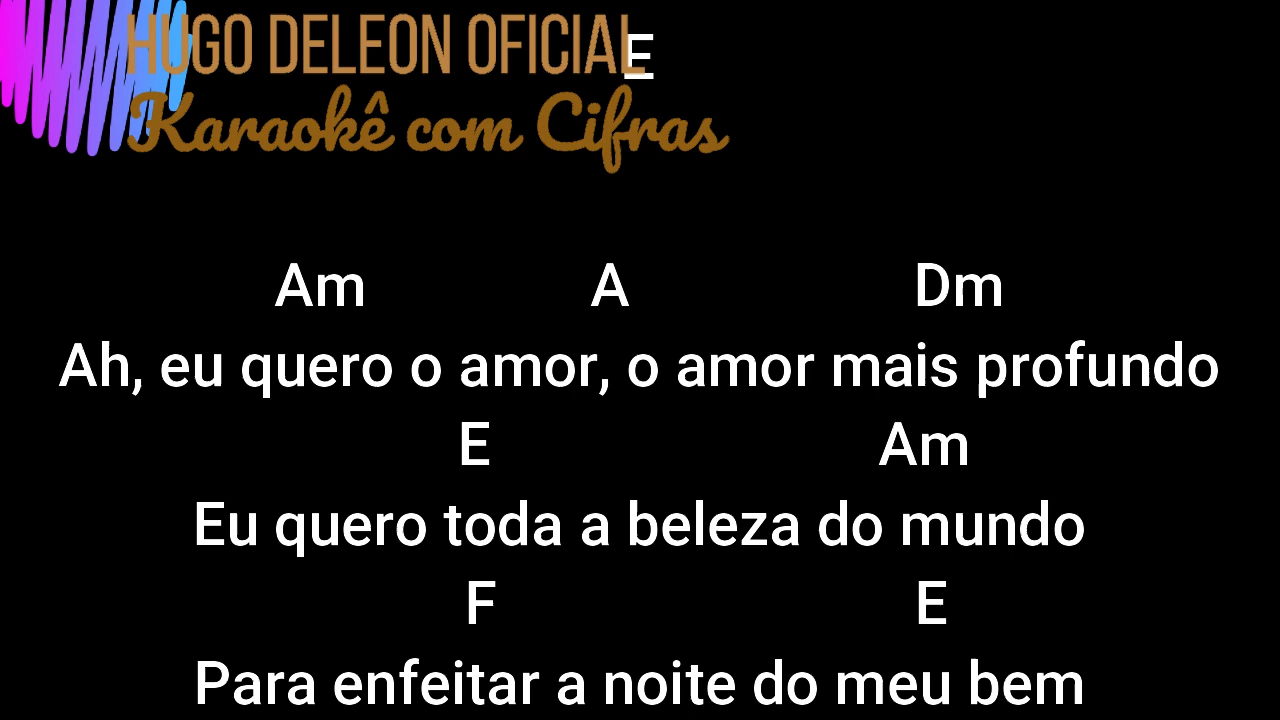 HUGO DELEON OFICIAL
E
Karaokê com Cifras
Am A Dm
Ah, eu quero o amor, o amor mais profundo
E Am
Eu quero toda a beleza do mundo
F E
Para enfeitar a noite do meu bem